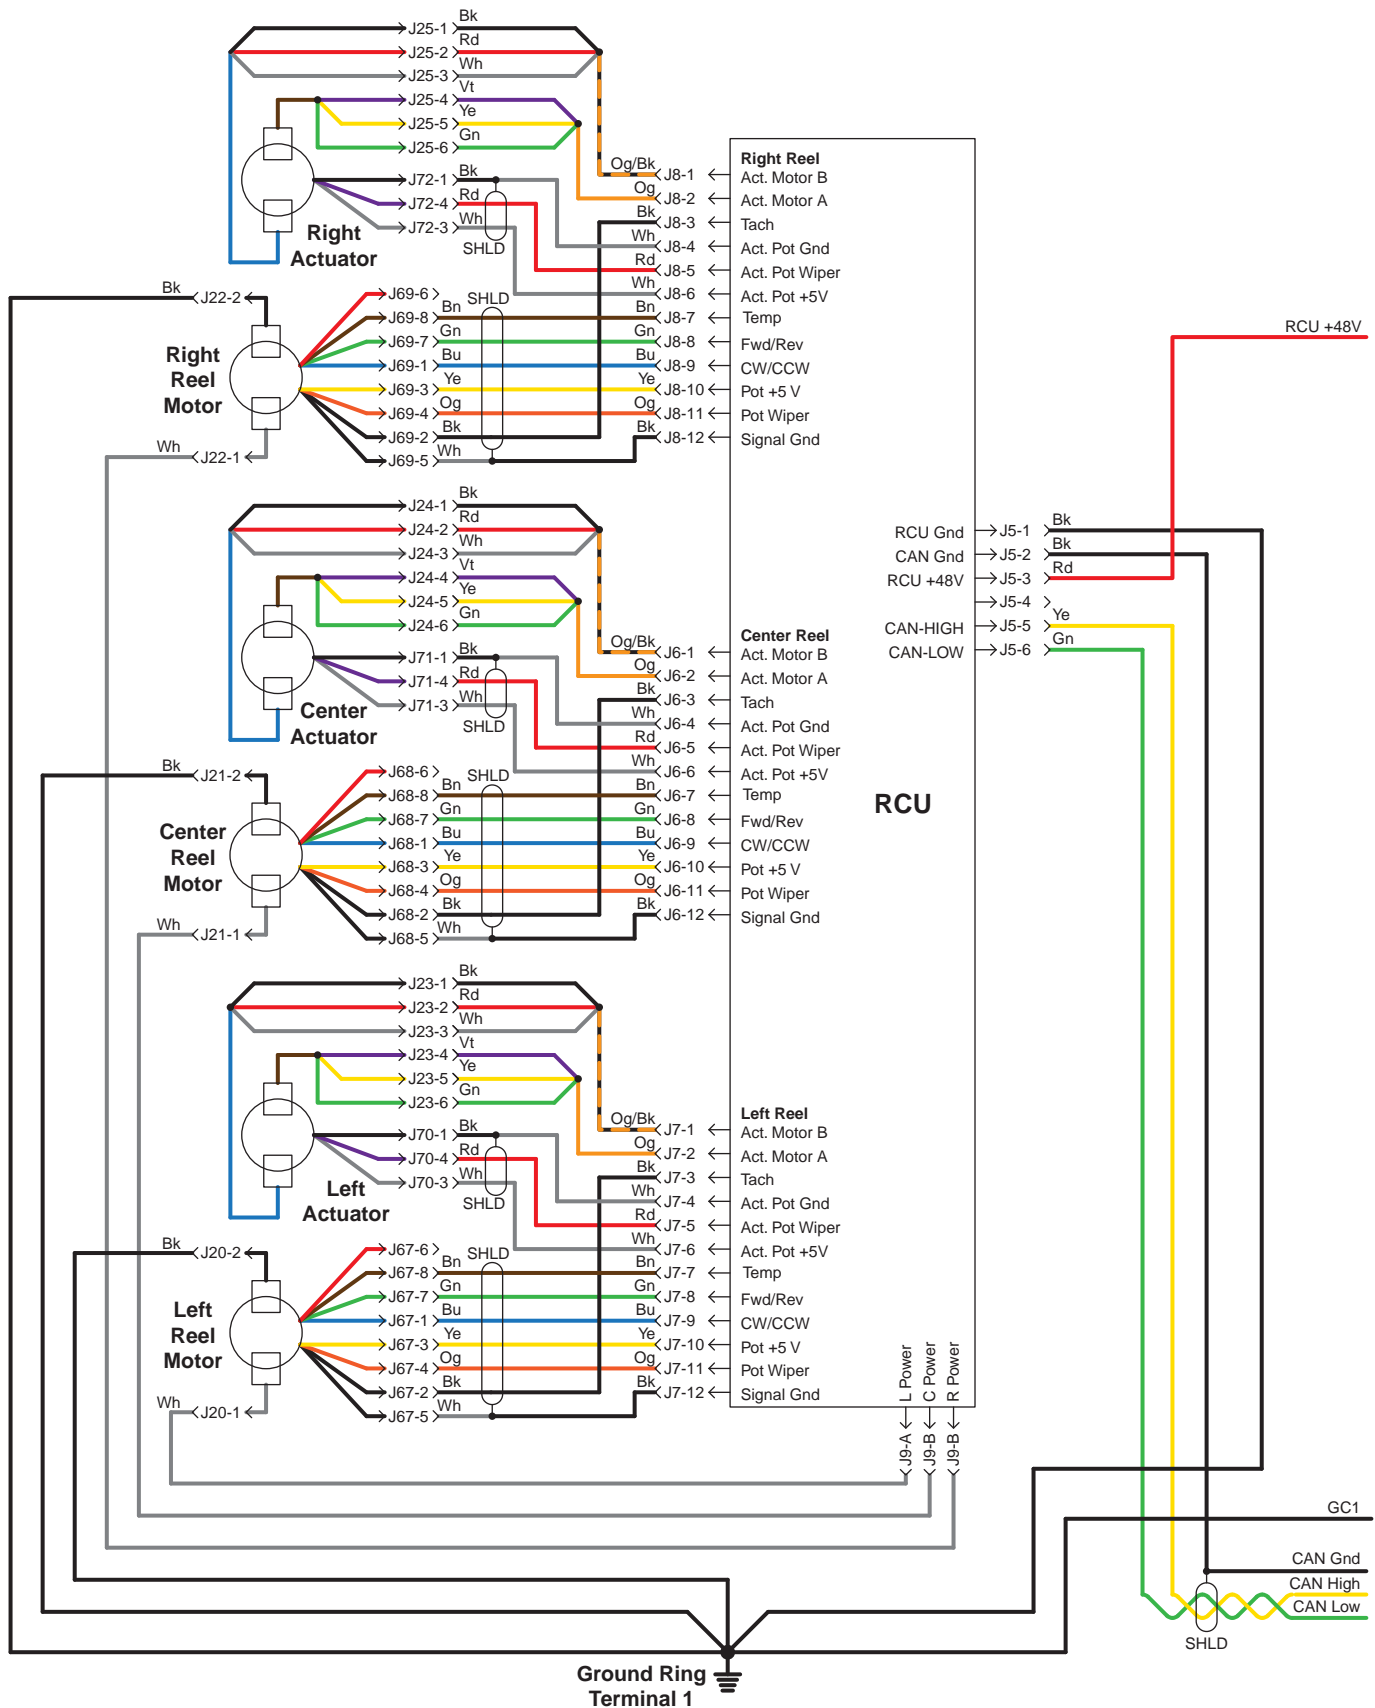 J25-1 Bk
J25-2 Rd
J25-3 Wh
J25-4 Vt
J25-5 Ye
J25-6 Gn
J72-1 Bk
J72-4 Rd
J72-3 Wh
SHLD
Right
Actuator
Og/Bk J8-1
Og J8-2
Bk J8-3
Wh J8-4
Rd J8-5
Wh J8-6
Bn J8-7
Gn J8-8
Bu J8-9
Ye J8-10
Og J8-11
Bk J8-12
Right Reel
Act. Motor B
Act. Motor A
Tach
Act. Pot Gnd
Act. Pot Wiper
Act. Pot +5V
Temp
Fwd/Rev
CW/CCW
Pot +5 V
Pot Wiper
Signal Gnd
Bk J22-2
Right
Reel
Motor
Wh J22-1
J69-6
J69-8 Bn
J69-7 Gn
J69-1 Bu
J69-3 Ye
J69-4 Og
J69-2 Bk
J69-5 Wh
SHLD
RCU +48V
J24-1 Bk
J24-2 Rd
J24-3 Wh
J24-4 Vt
J24-5 Ye
J24-6 Gn
J71-1 Bk
J71-4 Rd
J71-3 Wh
SHLD
Center
Actuator
Og/Bk J6-1
Og J6-2
Bk J6-3
Wh J6-4
Rd J6-5
Wh J6-6
Bn J6-7
Gn J6-8
Bu J6-9
Ye J6-10
Og J6-11
Bk J6-12
Center Reel
Act. Motor B
Act. Motor A
Tach
Act. Pot Gnd
Act. Pot Wiper
Act. Pot +5V
Temp
Fwd/Rev
CW/CCW
Pot +5 V
Pot Wiper
Signal Gnd
RCU
RCU Gnd J5-1 Bk
CAN Gnd J5-2 Bk
RCU +48V J5-3 Rd
J5-4
CAN-HIGH J5-5 Ye
CAN-LOW J5-6 Gn
Bk J21-2
Center
Reel
Motor
Wh J21-1
J68-6
J68-8 Bn
J68-7 Gn
J68-1 Bu
J68-3 Ye
J68-4 Og
J68-2 Bk
J68-5 Wh
SHLD
J23-1 Bk
J23-2 Rd
J23-3 Wh
J23-4 Vt
J23-5 Ye
J23-6 Gn
J70-1 Bk
J70-4 Rd
J70-3 Wh
SHLD
Left
Actuator
Og/Bk J7-1
Og J7-2
Bk J7-3
Wh J7-4
Rd J7-5
Wh J7-6
Bn J7-7
Gn J7-8
Bu J7-9
Ye J7-10
Og J7-11
Bk J7-12
Left Reel
Act. Motor B
Act. Motor A
Tach
Act. Pot Gnd
Act. Pot Wiper
Act. Pot +5V
Temp
Fwd/Rev
CW/CCW
Pot +5 V
Pot Wiper
Signal Gnd
Bk J20-2
Left
Reel
Motor
Wh J20-1
J67-6
J67-8 Bn
J67-7 Gn
J67-1 Bu
J67-3 Ye
J67-4 Og
J67-2 Bk
J67-5 Wh
SHLD
L Power
C Power
R Power
J9-A
J9-B
J9-B
GC1
CAN Gnd
CAN High
CAN Low
SHLD
Ground Ring
Terminal 1